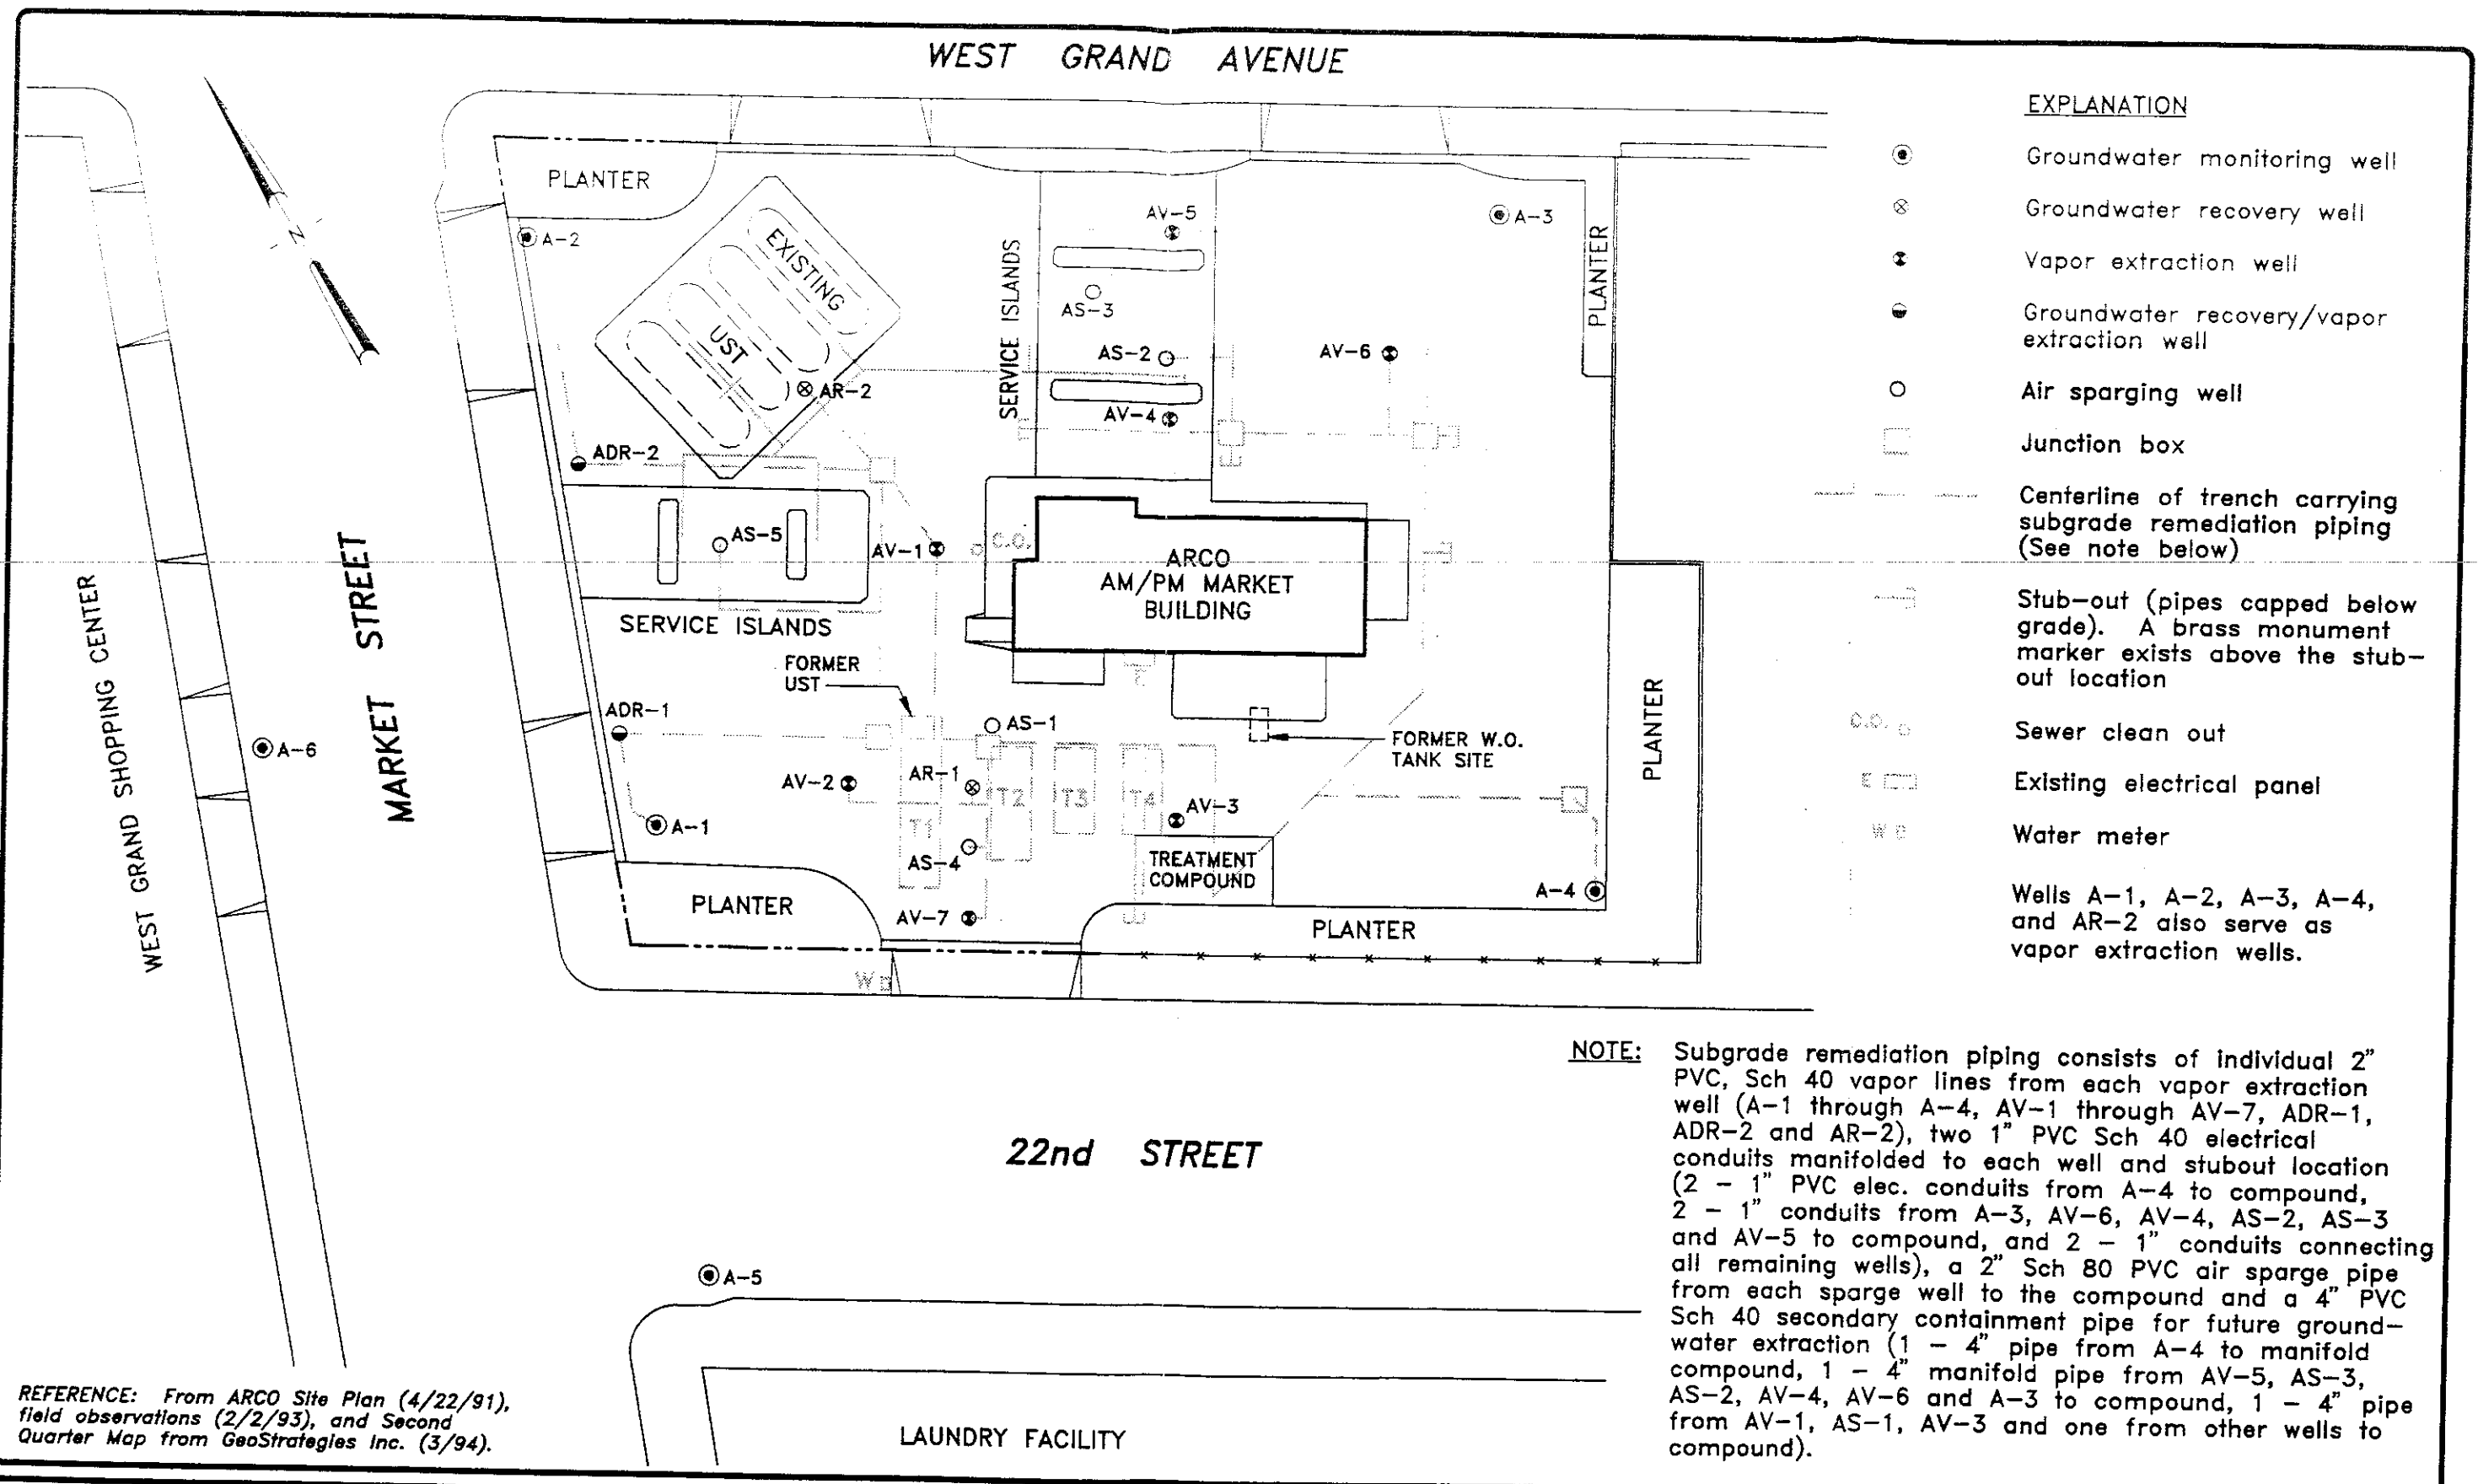 WEST GRAND AVENUE
EXPLANATION
Groundwater monitoring well
Groundwater recovery well
Vapor extraction well
Groundwater recovery/vapor
extraction well
Air sparging well
Junction box
Centerline of trench carrying
subgrade remediation piping
(See note below)
Stub-out (pipes capped below
grade). A brass monument
marker exists above the stub-
out location
C.O.
Sewer clean out
E
Existing electrical panel
W
Water meter
Wells A-1, A-2, A-3, A-4,
and AR-2 also serve as
vapor extraction wells.
N
PLANTER
A-2
EXISTING
UST
AR-2
ADR-2
SERVICE ISLANDS
AV-5
AS-3
AS-2
AV-4
AV-6
A-3
PLANTER
E
AS-5
AV-1
C.O.
SERVICE ISLANDS
ARCO
AM/PM MARKET
BUILDING
FORMER
UST
ADR-1
AS-1
AV-2
AR-1
T1
T2
T3
T4
AV-3
AS-4
A-1
FORMER W.O.
TANK SITE
TREATMENT
COMPOUND
A-4
PLANTER
PLANTER
AV-7
PLANTER
W
WEST GRAND SHOPPING CENTER
A-6
MARKET STREET
22nd STREET
A-5
LAUNDRY FACILITY
NOTE: Subgrade remediation piping consists of individual 2"
PVC, Sch 40 vapor lines from each vapor extraction
well (A-1 through A-4, AV-1 through AV-7, ADR-1,
ADR-2 and AR-2), two 1" PVC Sch 40 electrical
conduits manifolded to each well and stubout location
(2 - 1" PVC elec. conduits from A-4 to compound,
2 - 1" conduits from A-3, AV-6, AV-4, AS-2, AS-3
and AV-5 to compound, and 2 - 1" conduits connecting
all remaining wells), a 2" Sch 80 PVC air sparge pipe
from each sparge well to the compound and a 4" PVC
Sch 40 secondary containment pipe for future ground-
water extraction (1 - 4" pipe from A-4 to manifold
compound, 1 - 4" manifold pipe from AV-5, AS-3,
AS-2, AV-4, AV-6 and A-3 to compound, 1 - 4" pipe
from AV-1, AS-1, AV-3 and one from other wells to
compound).
REFERENCE: From ARCO Site Plan (4/22/91),
field observations (2/2/93), and Second
Quarter Map from GeoStrategies Inc. (3/94).